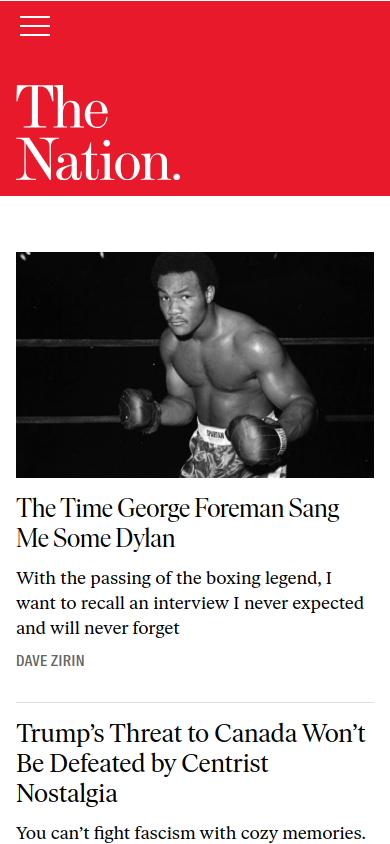 The
Nation.
SPARTAN
The Time George Foreman Sang
Me Some Dylan
With the passing of the boxing legend, I
want to recall an interview I never expected
and will never forget
DAVE ZIRIN
Trump’s Threat to Canada Won’t
Be Defeated by Centrist
Nostalgia
You can’t fight fascism with cozy memories.